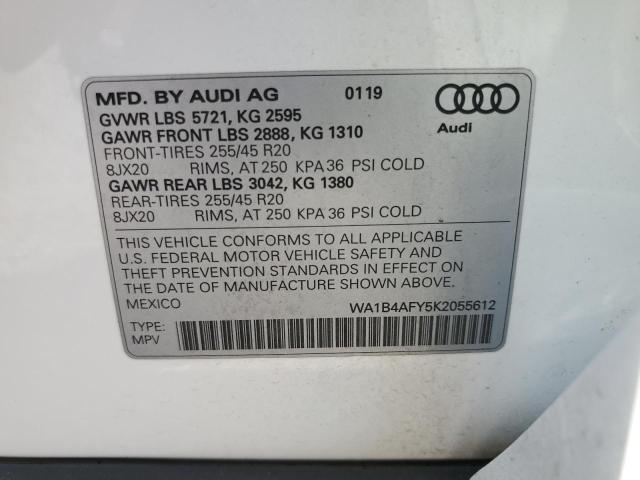 MFD. BY AUDI AG 0119
GVWR LBS 5721, KG 2595
GAWR FRONT LBS 2888, KG 1310
FRONT-TIRES 255/45 R20
8JX20 RIMS, AT 250 KPA 36 PSI COLD
GAWR REAR LBS 3042, KG 1380
REAR-TIRES 255/45 R20
8JX20 RIMS, AT 250 KPA 36 PSI COLD
Audi
THIS VEHICLE CONFORMS TO ALL APPLICABLE
U.S. FEDERAL MOTOR VEHICLE SAFETY AND
THEFT PREVENTION STANDARDS IN EFFECT ON
THE DATE OF MANUFACTURE SHOWN ABOVE.
MEXICO WA1B4AFY5K2055612
TYPE:
MPV